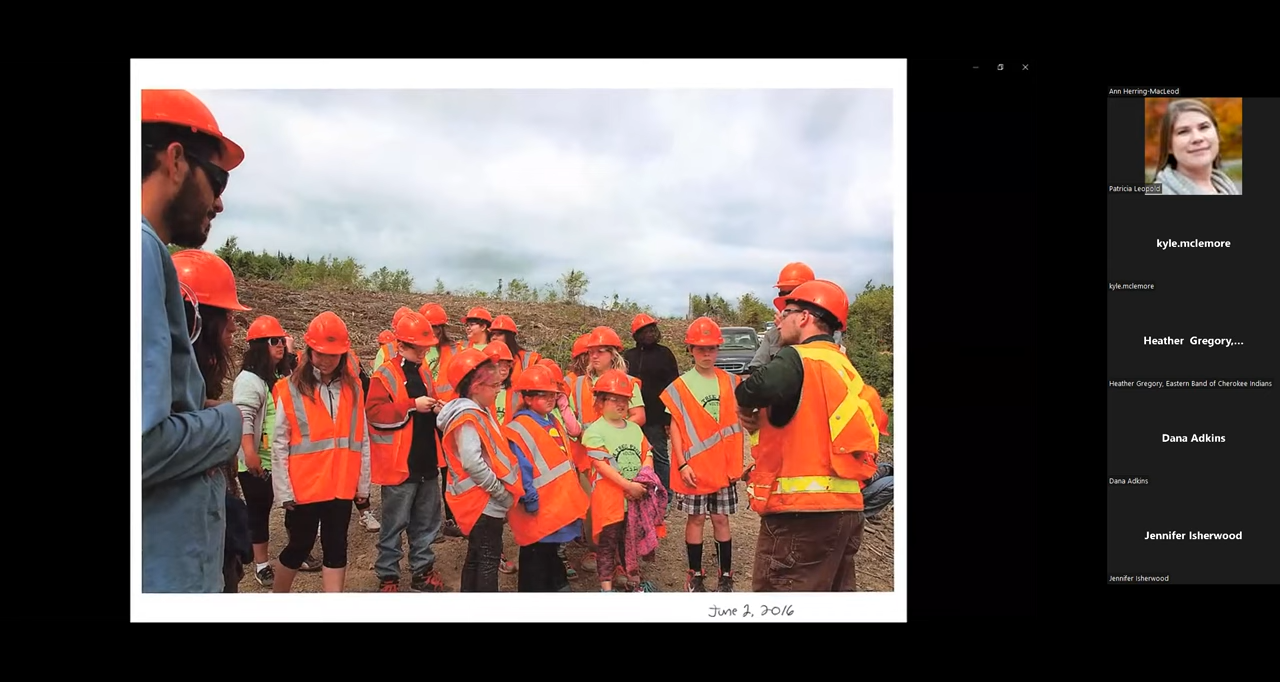 June 2, 2016
Ann Herring-MacLeod
Patricia Leopold
kyle.mclemore
kyle.mclemore
Heather Gregory,...
Heather Gregory, Eastern Band of Cherokee Indians
Dana Adkins
Dana Adkins
Jennifer Isherwood
Jennifer Isherwood